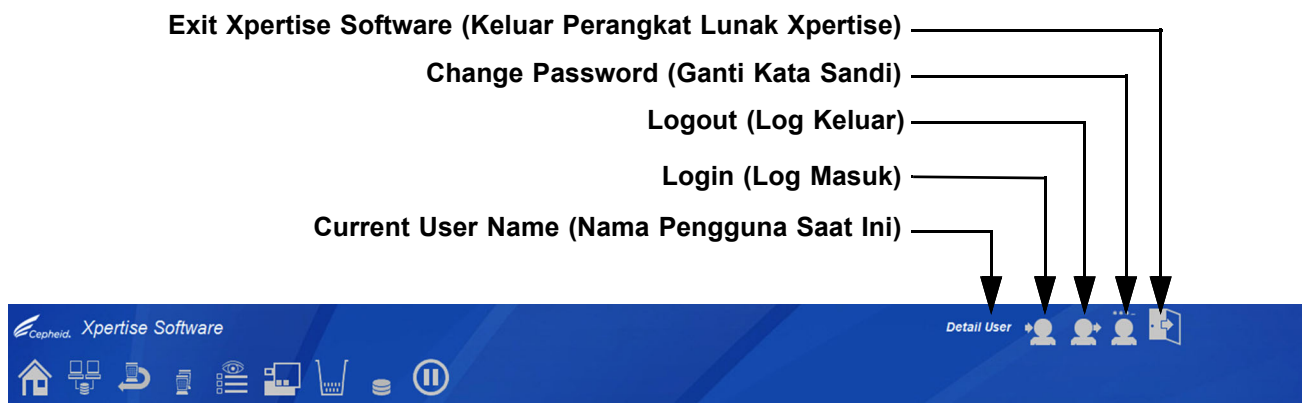 Exit Xpertise Software (Keluar Perangkat Lunak Xpertise)
Change Password (Ganti Kata Sandi)
Logout (Log Keluar)
Login (Log Masuk)
Current User Name (Nama Pengguna Saat Ini)
Cepheid. Xpertise Software
Detail User